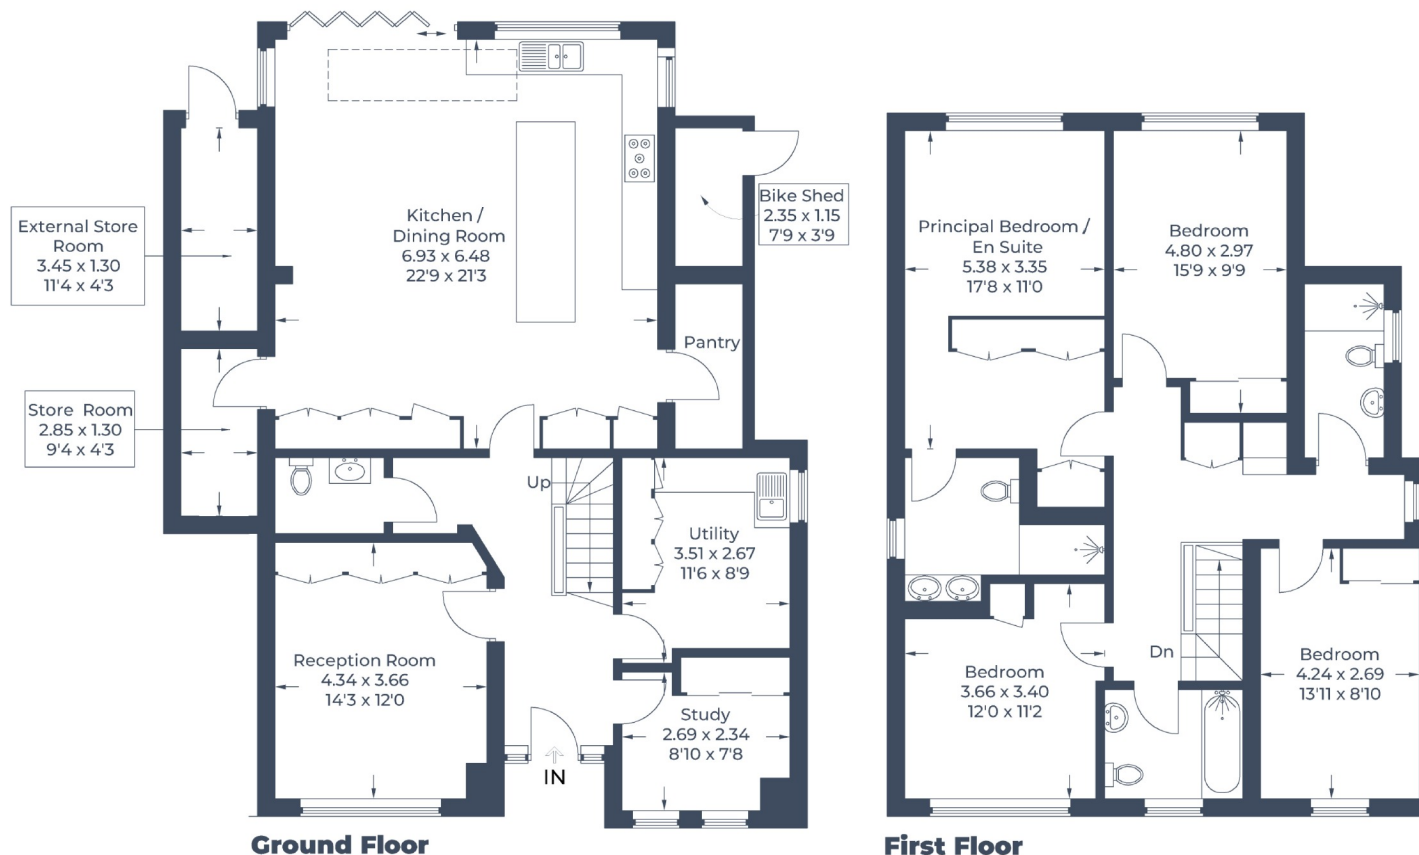 Kitchen /
Dining Room
6.93 x 6.48
22'9 x 21'3
Bike Shed
2.35 x 1.15
7'9 x 3'9
External Store
Room
3.45 x 1.30
11'4 x 4'3
Pantry
Store Room
2.85 x 1.30
9'4 x 4'3
Up
Utility
3.51 x 2.67
11'6 x 8'9
Reception Room
4.34 x 3.66
14'3 x 12'0
Study
2.69 x 2.34
8'10 x 7'8
IN
Ground Floor
Principal Bedroom /
En Suite
5.38 x 3.35
17'8 x 11'0
Bedroom
4.80 x 2.97
15'9 x 9'9
Dn
Bedroom
3.66 x 3.40
12'0 x 11'2
Bedroom
4.24 x 2.69
13'11 x 8'10
First Floor